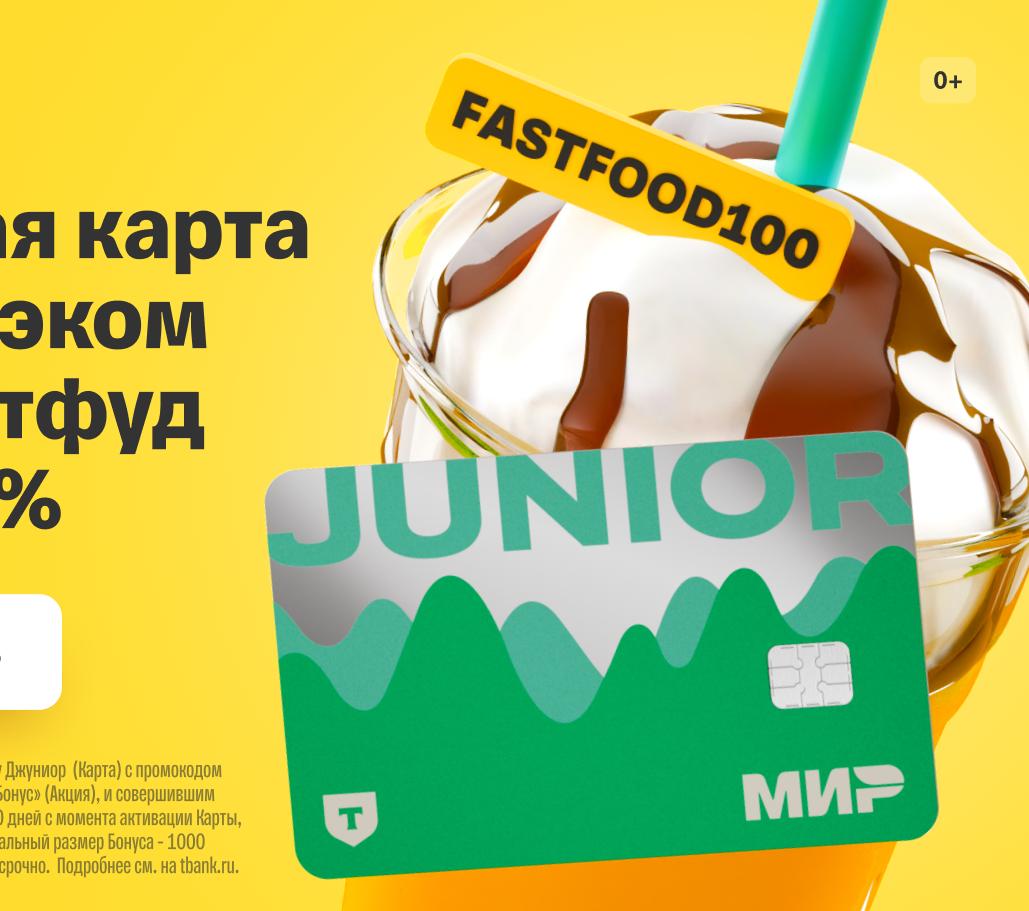 0+
FASTFOOD100
ая карта
эком
тфуд
%
JUNIOR
Джуниор (Карта) с промокодом
Бонус» (Акция), и совершившим
дней с момента активации Карты,
альный размер Бонуса - 1000
срочно. Подробнее см. на tbank.ru.
Т
МИР